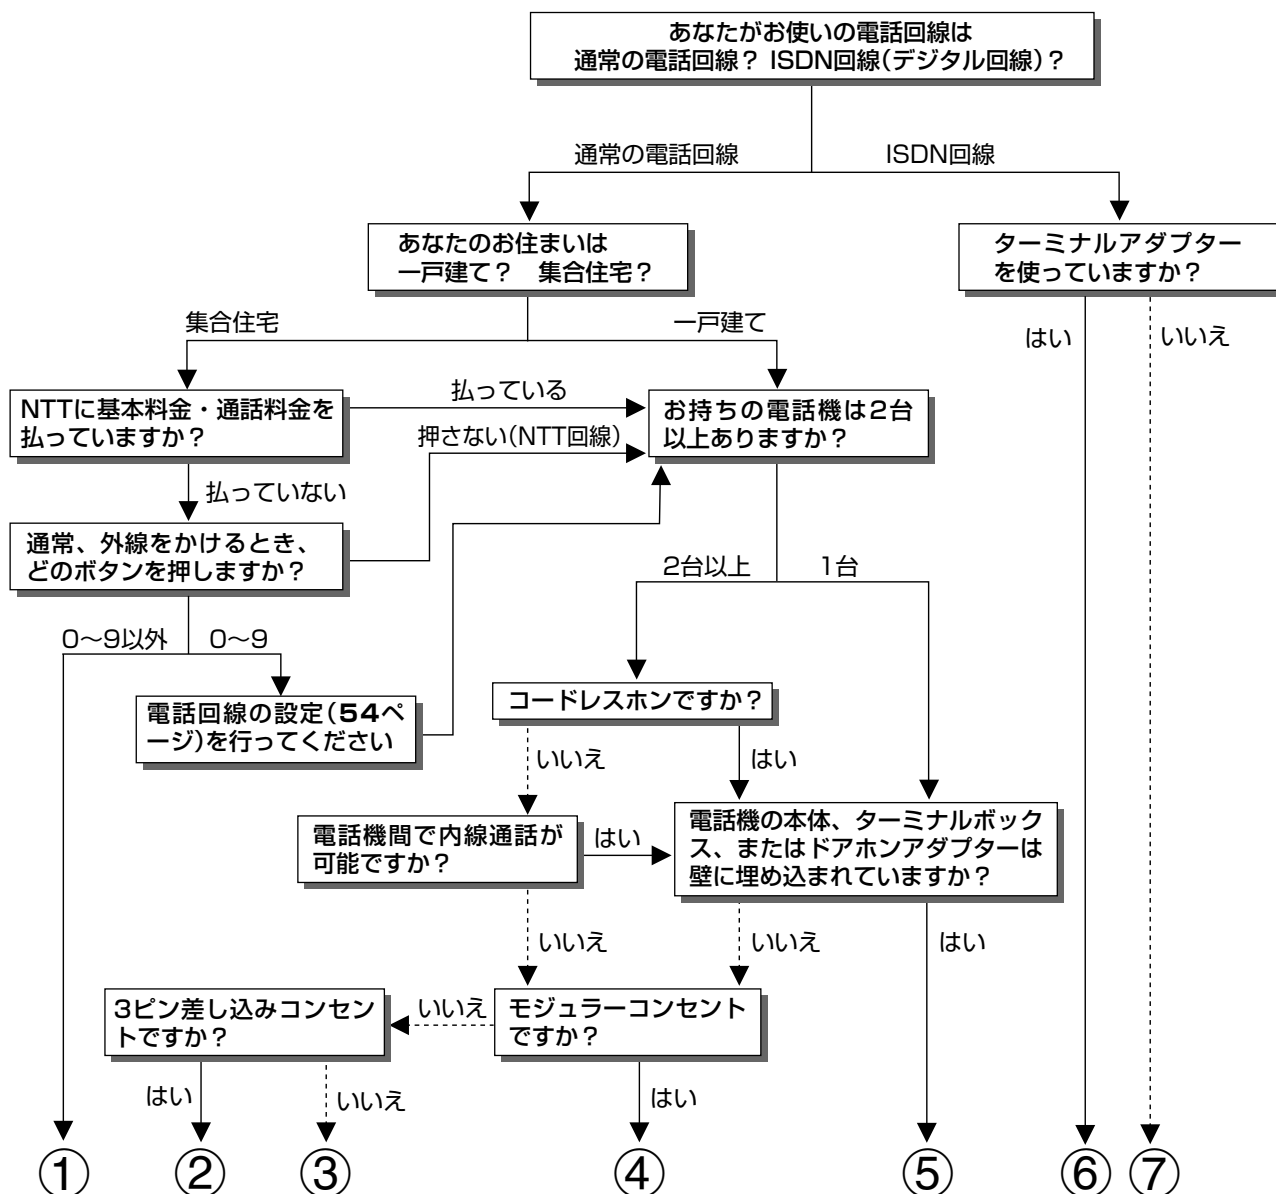 あなたがお使いの電話回線は
通常の電話回線？ ISDN回線(デジタル回線)？
通常の電話回線
ISDN回線
あなたのお住まいは
一戸建て？　集合住宅？
ターミナルアダプター
を使っていますか？
集合住宅
一戸建て
はい
いいえ
NTTに基本料金・通話料金を
払っていますか？
払っている
お持ちの電話機は2台
以上ありますか？
押さない(NTT回線)
払っていない
通常、外線をかけるとき、
どのボタンを押しますか？
2台以上
1台
0〜9以外
0〜9
電話回線の設定(54ペ
ージ)を行ってください
コードレスホンですか？
いいえ
はい
電話機間で内線通話が
可能ですか？
はい
電話機の本体、ターミナルボック
ス、またはドアホンアダプターは
壁に埋め込まれていますか？
いいえ
いいえ
はい
3ピン差し込みコンセン
トですか？
いいえ
モジュラーコンセント
ですか？
はい
いいえ
はい
①
②
③
④
⑤
⑥
⑦